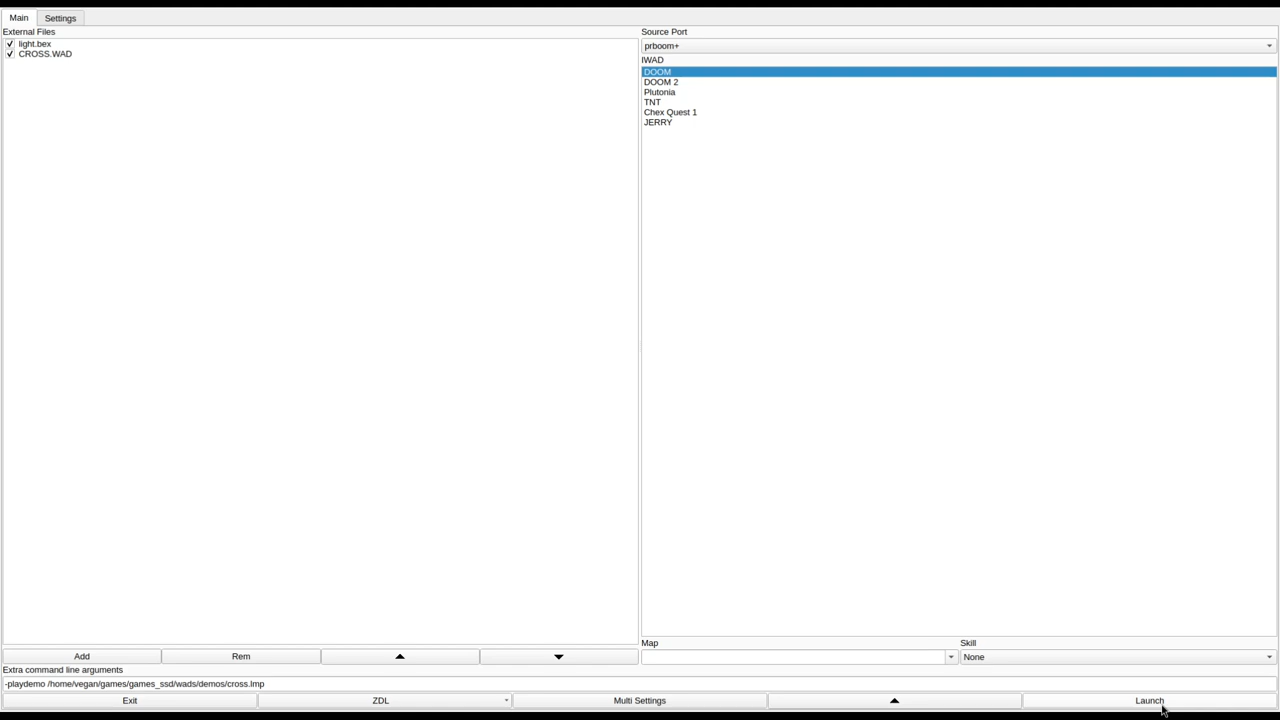 Main Settings
External Files
light.bex
CROSS.WAD
Add Rem
Extra command line arguments
-playdemo /home/vegan/games/games_ssd/wads/demos/cross.lmp
Source Port
prboom+
IWAD
DOOM
DOOM 2
Plutonia
TNT
Chex Quest 1
JERRY
Map Skill
None
Exit ZDL Multi Settings Launch